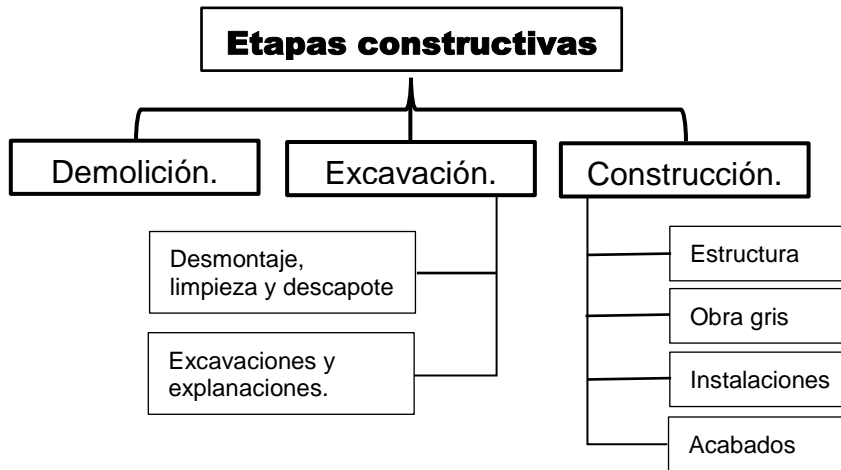 Etapas constructivas
Demolición.
Excavación.
Construcción.
Desmontaje,
limpieza y descapote
Excavaciones y
explanaciones.
Estructura
Obra gris
Instalaciones
Acabados